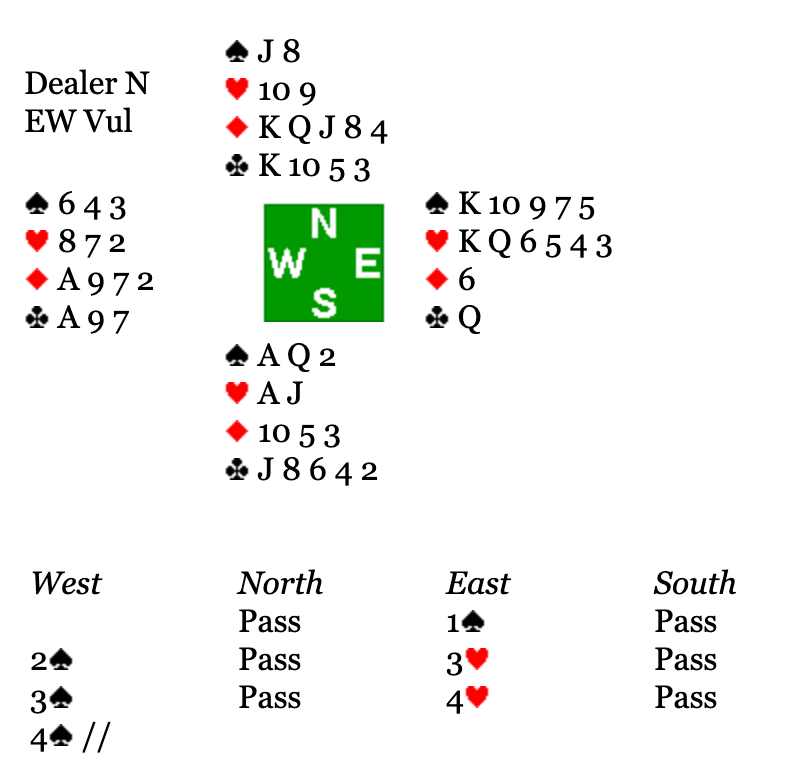 ♠ J 8
Dealer N
♥ 10 9
EW Vul
♦ K Q J 8 4
♣ K 10 5 3
♠ 6 4 3
♠ K 10 9 7 5
♥ 8 7 2
N
♥ K Q 6 5 4 3
♦ A 9 7 2
W E
♦ 6
♣ A 9 7
S
♣ Q
♠ A Q 2
♥ A J
♦ 10 5 3
♣ J 8 6 4 2
West North East South
Pass 1♠ Pass
2♠ Pass 3♥ Pass
3♠ Pass 4♥ Pass
4♠ //